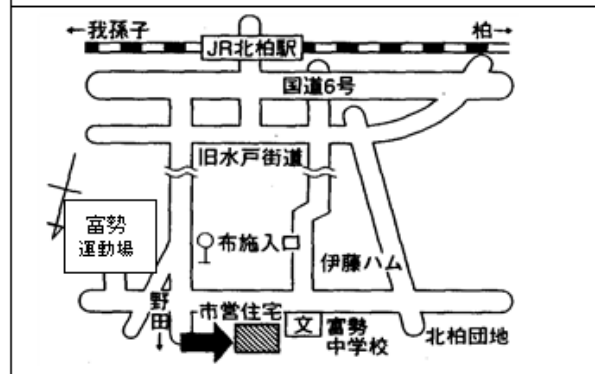 ←我孫子
柏→
JR北柏駅
国道6号
旧水戸街道
富勢
運動場
布施入口
伊藤ハム
野田↓
市営住宅
文
富勢
中学校
北柏団地